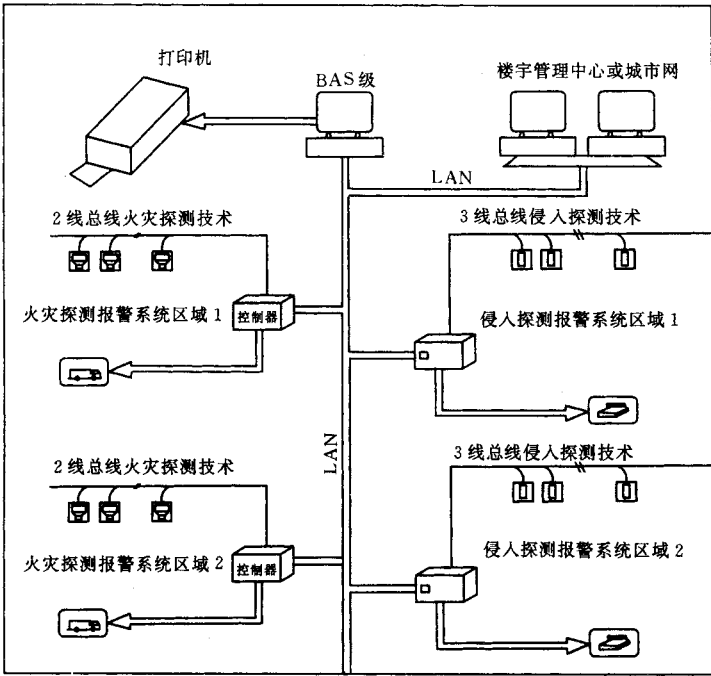 打印机
BAS级
楼宇管理中心或城市网
LAN
2线总线火灾探测技术
3线总线侵入探测技术
火灾探测报警系统区域1
控制器
侵入探测报警系统区域1
LAN
2线总线火灾探测技术
3线总线侵入探测技术
火灾探测报警系统区域2
控制器
侵入探测报警系统区域2